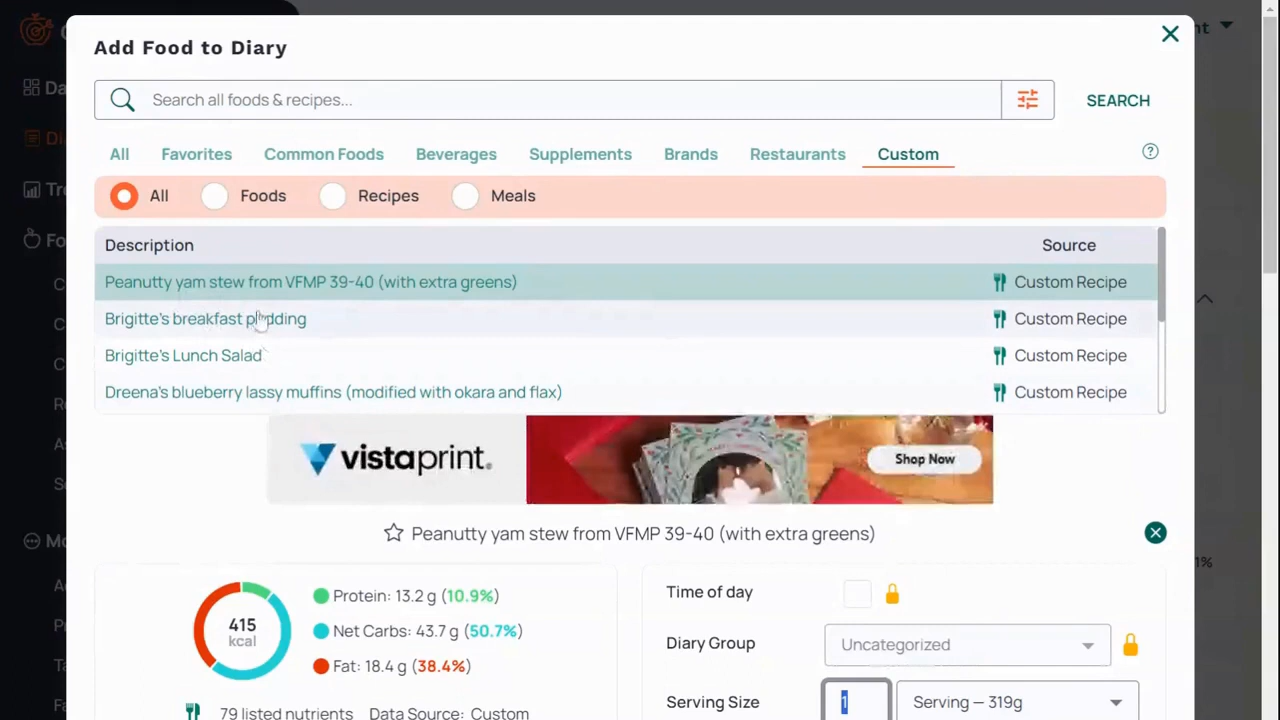 Add Food to Diary
Search all foods & recipes...
SEARCH
All Favorites Common Foods Beverages Supplements Brands Restaurants Custom
All Foods Recipes Meals
Description Source
Peanutty yam stew from VFMP 39-40 (with extra greens) Custom Recipe
Brigitte's breakfast pudding Custom Recipe
Brigitte's Lunch Salad Custom Recipe
Dreena's blueberry lassy muffins (modified with okara and flax) Custom Recipe
vistaprint.
Shop Now
Peanutty yam stew from VFMP 39-40 (with extra greens)
415
kcal
Protein: 13.2 g (10.9%)
Net Carbs: 43.7 g (50.7%)
Fat: 18.4 g (38.4%)
79 listed nutrients Data Source: Custom
Time of day
Diary Group Uncategorized
Serving Size 1 Serving – 319g